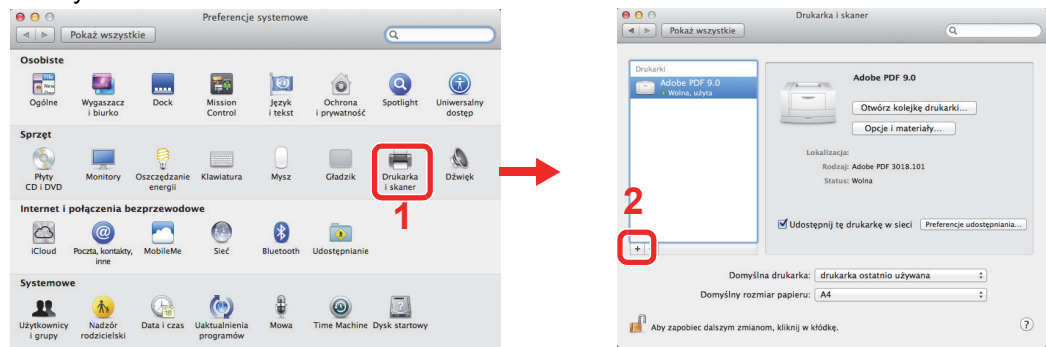 Preferencje systemowe
Pokaż wszystkie
Osobiste
Ogólne
Wygaszacz
i biurko
Dock
Mission
Control
Język
i tekst
Ochrona
i prywatność
Spotlight
Uniwersalny
dostęp
Sprzęt
Płyty
CD i DVD
Monitory
Oszczędzanie
energii
Klawiatura
Mysz
Gładzik
Drukarka
i skaner
Dźwięk
1
Internet i połączenia bezprzewodowe
iCloud
Poczta, kontakty,
inne
MobileMe
Sieć
Bluetooth
Udostępnianie
Systemowe
Użytkownicy
i grupy
Nadzór
rodzicielski
Data i czas
Uaktualnienia
programów
Mowa
Time Machine
Dysk startowy
Drukarka i skaner
Pokaż wszystkie
Drukarki
Adobe PDF 9.0
Wolna, użyta
Adobe PDF 9.0
Otwórz kolejkę drukarki...
Opcje i materiały...
Lokalizacja:
Rodzaj: Adobe PDF 3018.101
Status: Wolna
2
Udostępnij tę drukarkę w sieci
Preferencje udostępniania...
+
Domyślna drukarka: drukarka ostatnio używana
Domyślny rozmiar papieru: A4
Aby zapobiec dalszym zmianom, kliknij w kłódkę.
?